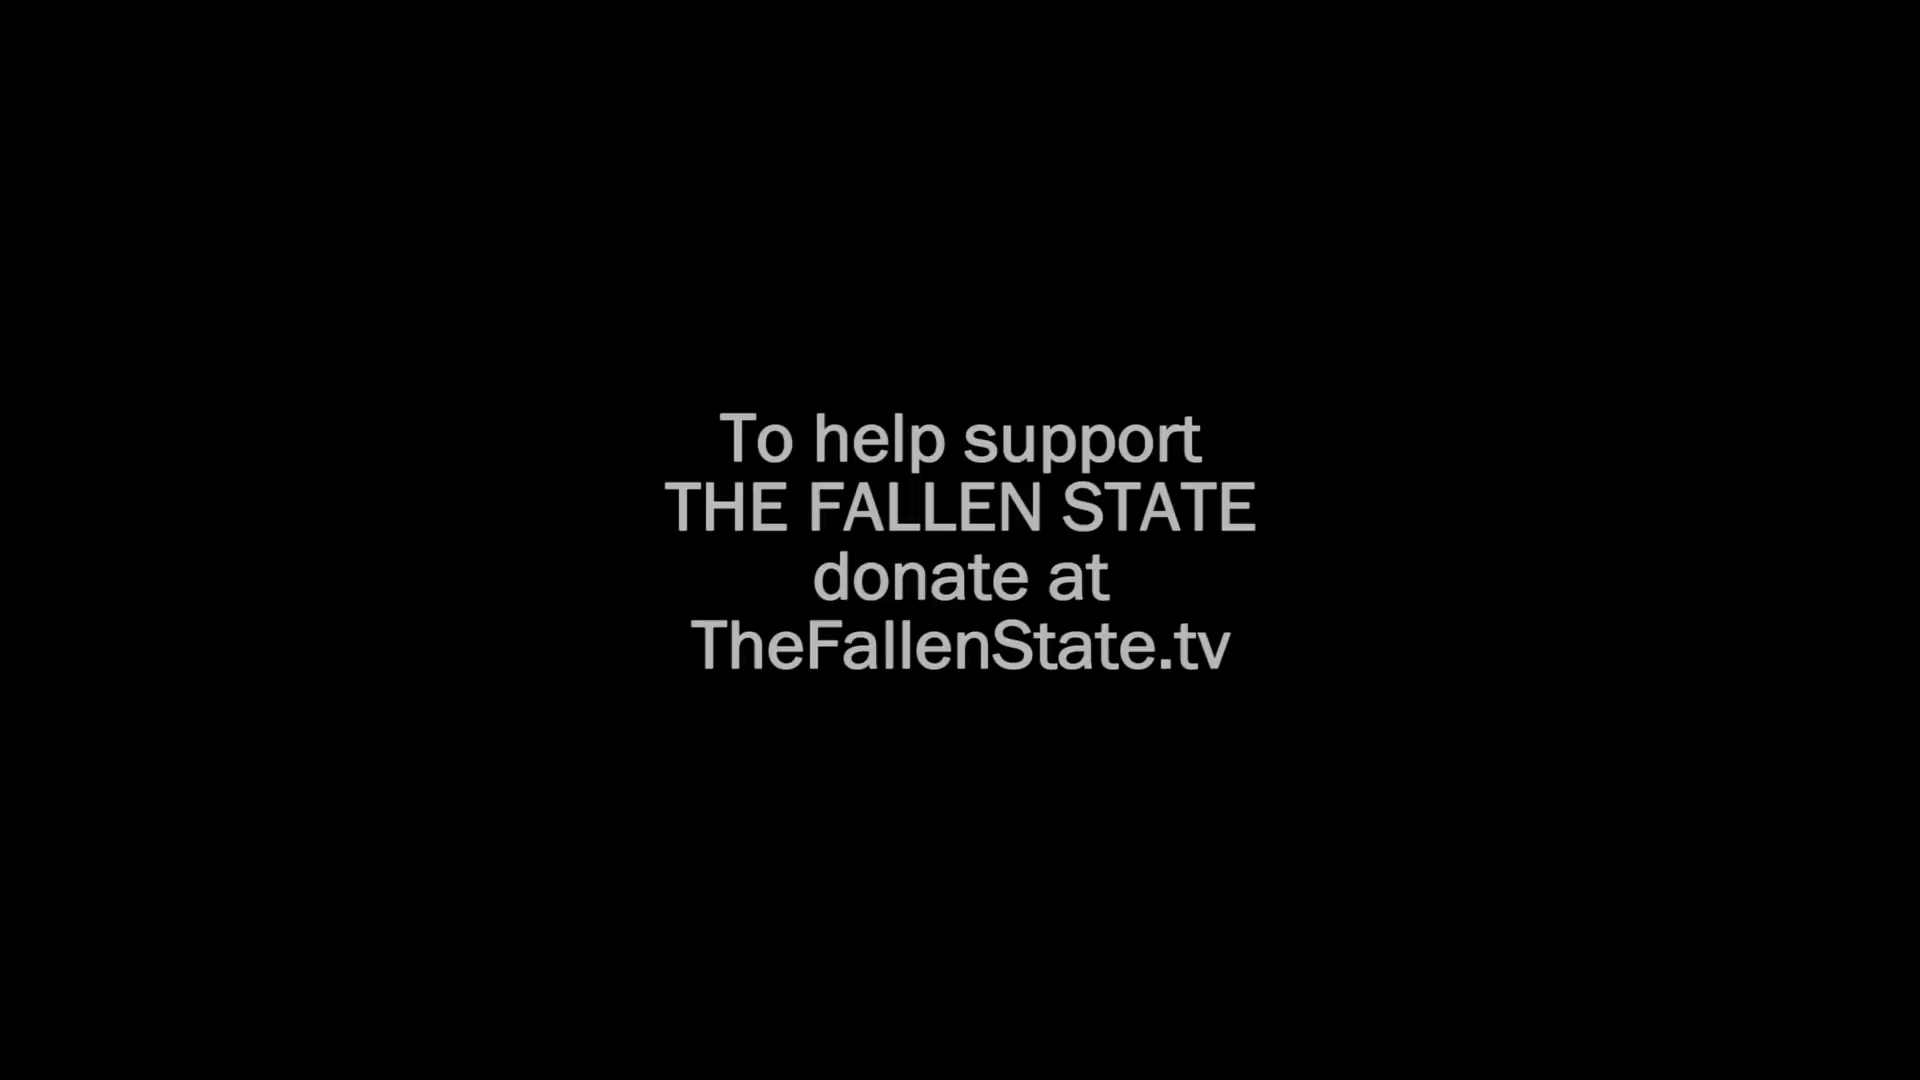 To help support
THE FALLEN STATE
donate at
TheFallenState.tv